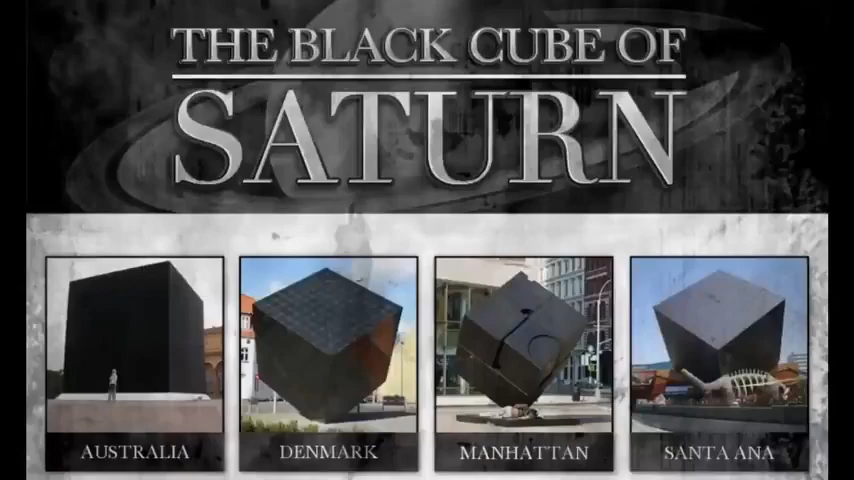 THE BLACK CUBE OF
SATURN
AUSTRALIA
DENMARK
MANHATTAN
SANTA ANA